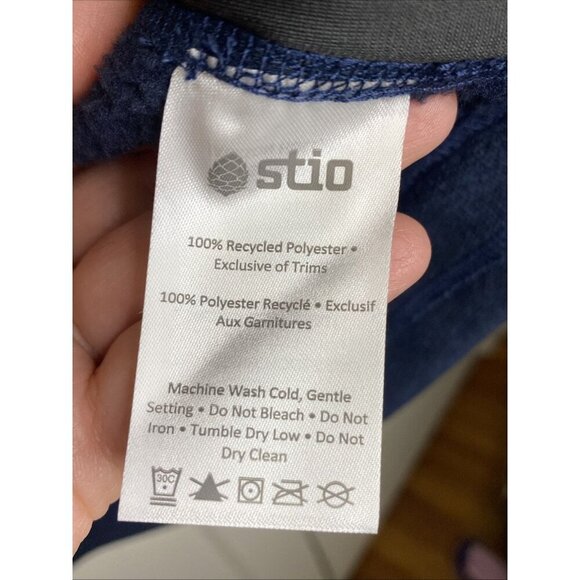 stio
100% Recycled Polyester •
Exclusive of Trims
100% Polyester Recyclé • Exclusif
Aux Garnitures
Machine Wash Cold, Gentle
Setting • Do Not Bleach • Do Not
Iron • Tumble Dry Low • Do Not
Dry Clean
30C